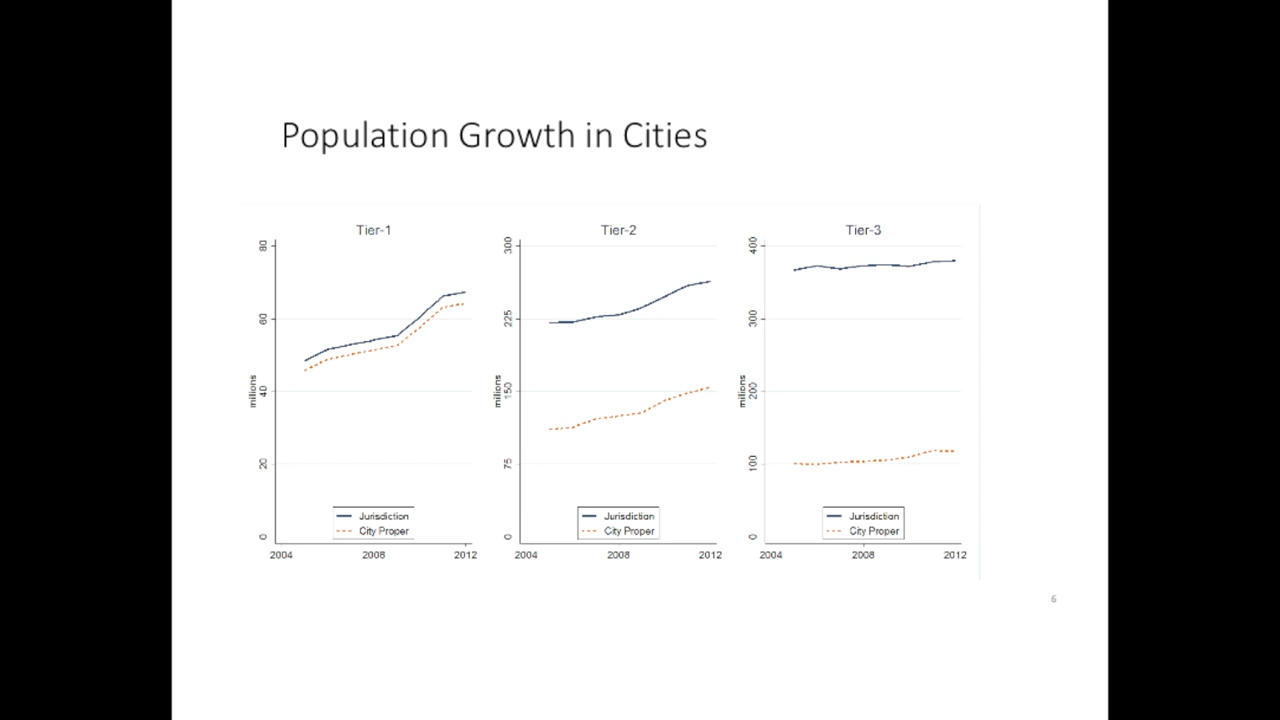 Population Growth in Cities
Tier-1
80
60
40
20
0
millions
Jurisdiction
City Proper
2004
2008
2012
Tier-2
300
225
150
75
0
millions
Jurisdiction
City Proper
2004
2008
2012
Tier-3
400
300
200
100
0
millions
Jurisdiction
City Proper
2004
2008
2012
6